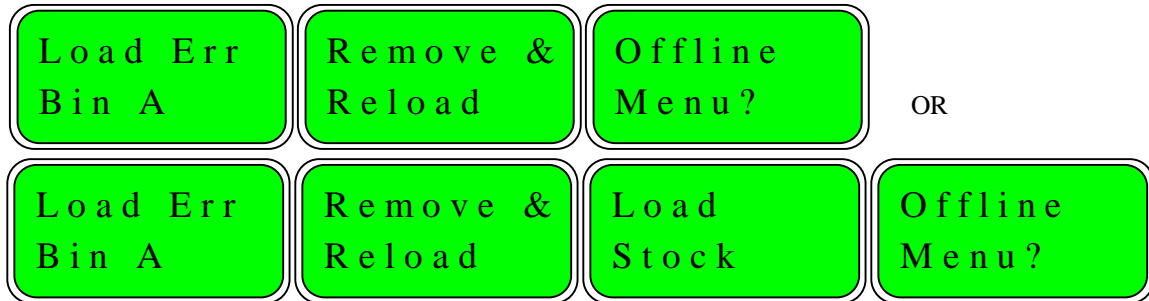 Load Err
Bin A
Remove &
Reload
Offline
Menu?
OR
Load Err
Bin A
Remove &
Reload
Load
Stock
Offline
Menu?